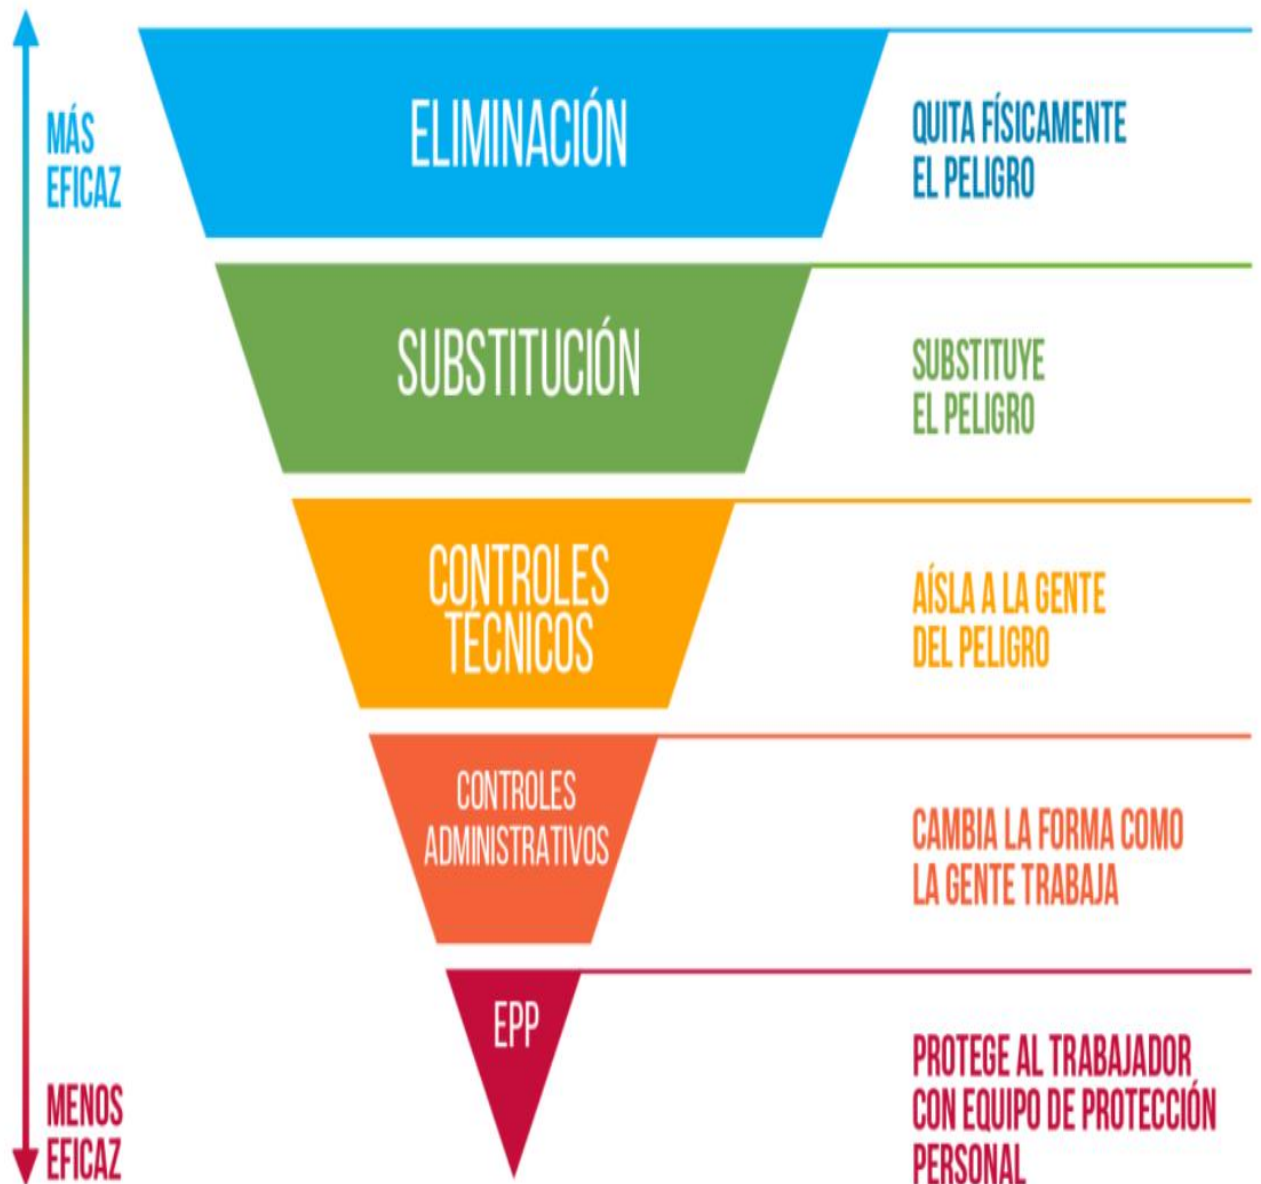 MÁS
EFICAZ
ELIMINACIÓN
QUITA FÍSICAMENTE
EL PELIGRO
SUBSTITUCIÓN
SUBSTITUYE
EL PELIGRO
CONTROLES
TÉCNICOS
AÍSLA A LA GENTE
DEL PELIGRO
CONTROLES
ADMINISTRATIVOS
CAMBIA LA FORMA COMO
LA GENTE TRABAJA
EPP
PROTEGE AL TRABAJADOR
CON EQUIPO DE PROTECCIÓN
PERSONAL
MENOS
EFICAZ